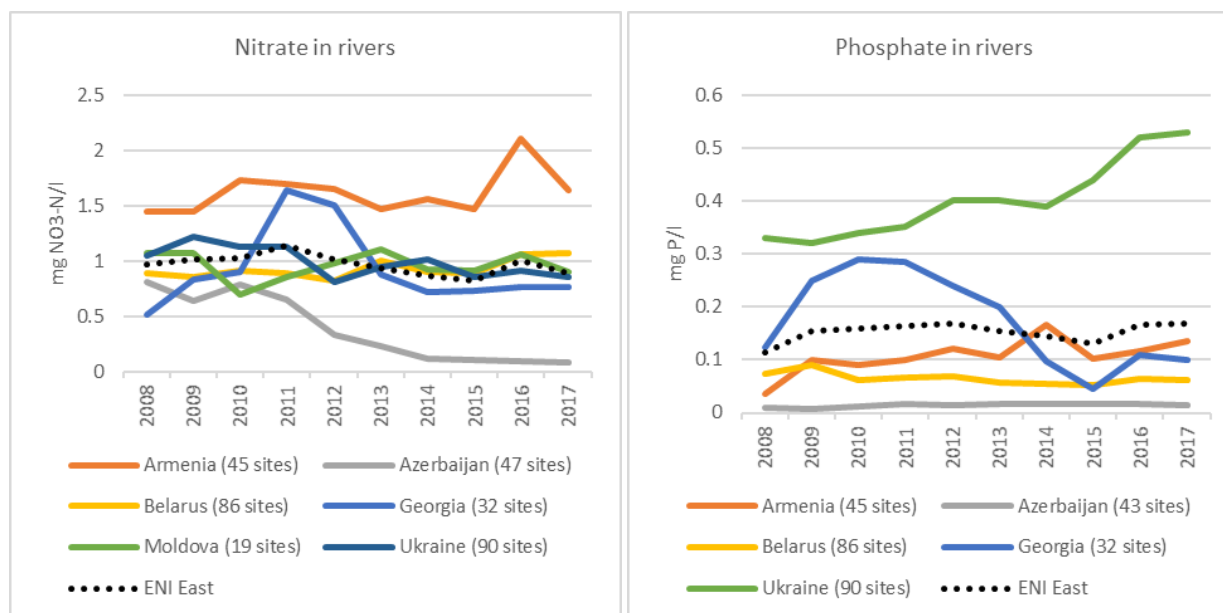 Nitrate in rivers
mg NO3-N/l
2.5
2
1.5
1
0.5
0
2008
2009
2010
2011
2012
2013
2014
2015
2016
2017
Armenia (45 sites)
Azerbaijan (47 sites)
Belarus (86 sites)
Georgia (32 sites)
Moldova (19 sites)
Ukraine (90 sites)
ENI East
Phosphate in rivers
mg P/l
0.6
0.5
0.4
0.3
0.2
0.1
0
2008
2009
2010
2011
2012
2013
2014
2015
2016
2017
Armenia (45 sites)
Azerbaijan (43 sites)
Belarus (86 sites)
Georgia (32 sites)
Ukraine (90 sites)
ENI East